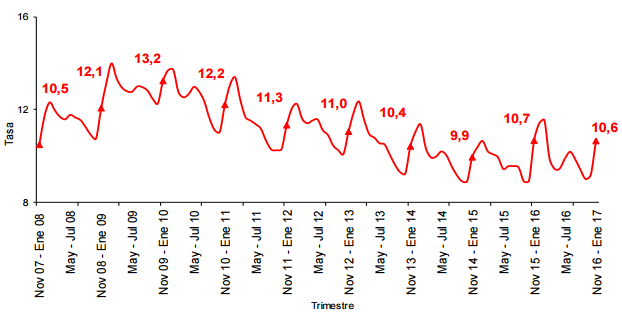 16
12
8
Tasa
10,5
12,1
13,2
12,2
11,3
11,0
10,4
9,9
10,7
10,6
Nov 07 - Ene 08
May - Jul 08
Nov 08 - Ene 09
May - Jul 09
Nov 09 - Ene 10
May - Jul 10
Nov 10 - Ene 11
May - Jul 11
Nov 11 - Ene 12
May - Jul 12
Nov 12 - Ene 13
May - Jul 13
Nov 13 - Ene 14
May - Jul 14
Nov 14 - Ene 15
May - Jul 15
Nov 15 - Ene 16
May - Jul 16
Nov 16 - Ene 17
Trimestre